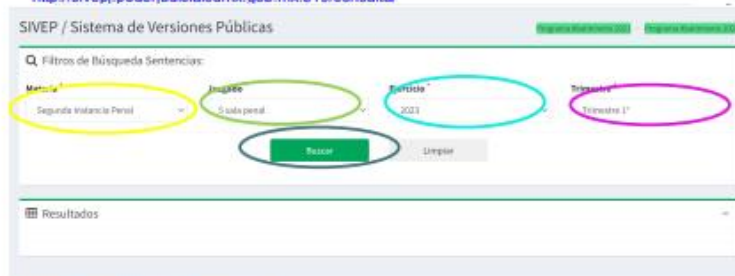 SIVEP / Sistema de Versiones Públicas
Filtros de Búsqueda Sentencias:
Materia * Juzgado Ejercicio * Trimestre *
Segunda Instancia Penal 5 sala penal 2023 Trimestre 1°
Buscar Limpiar
Resultados